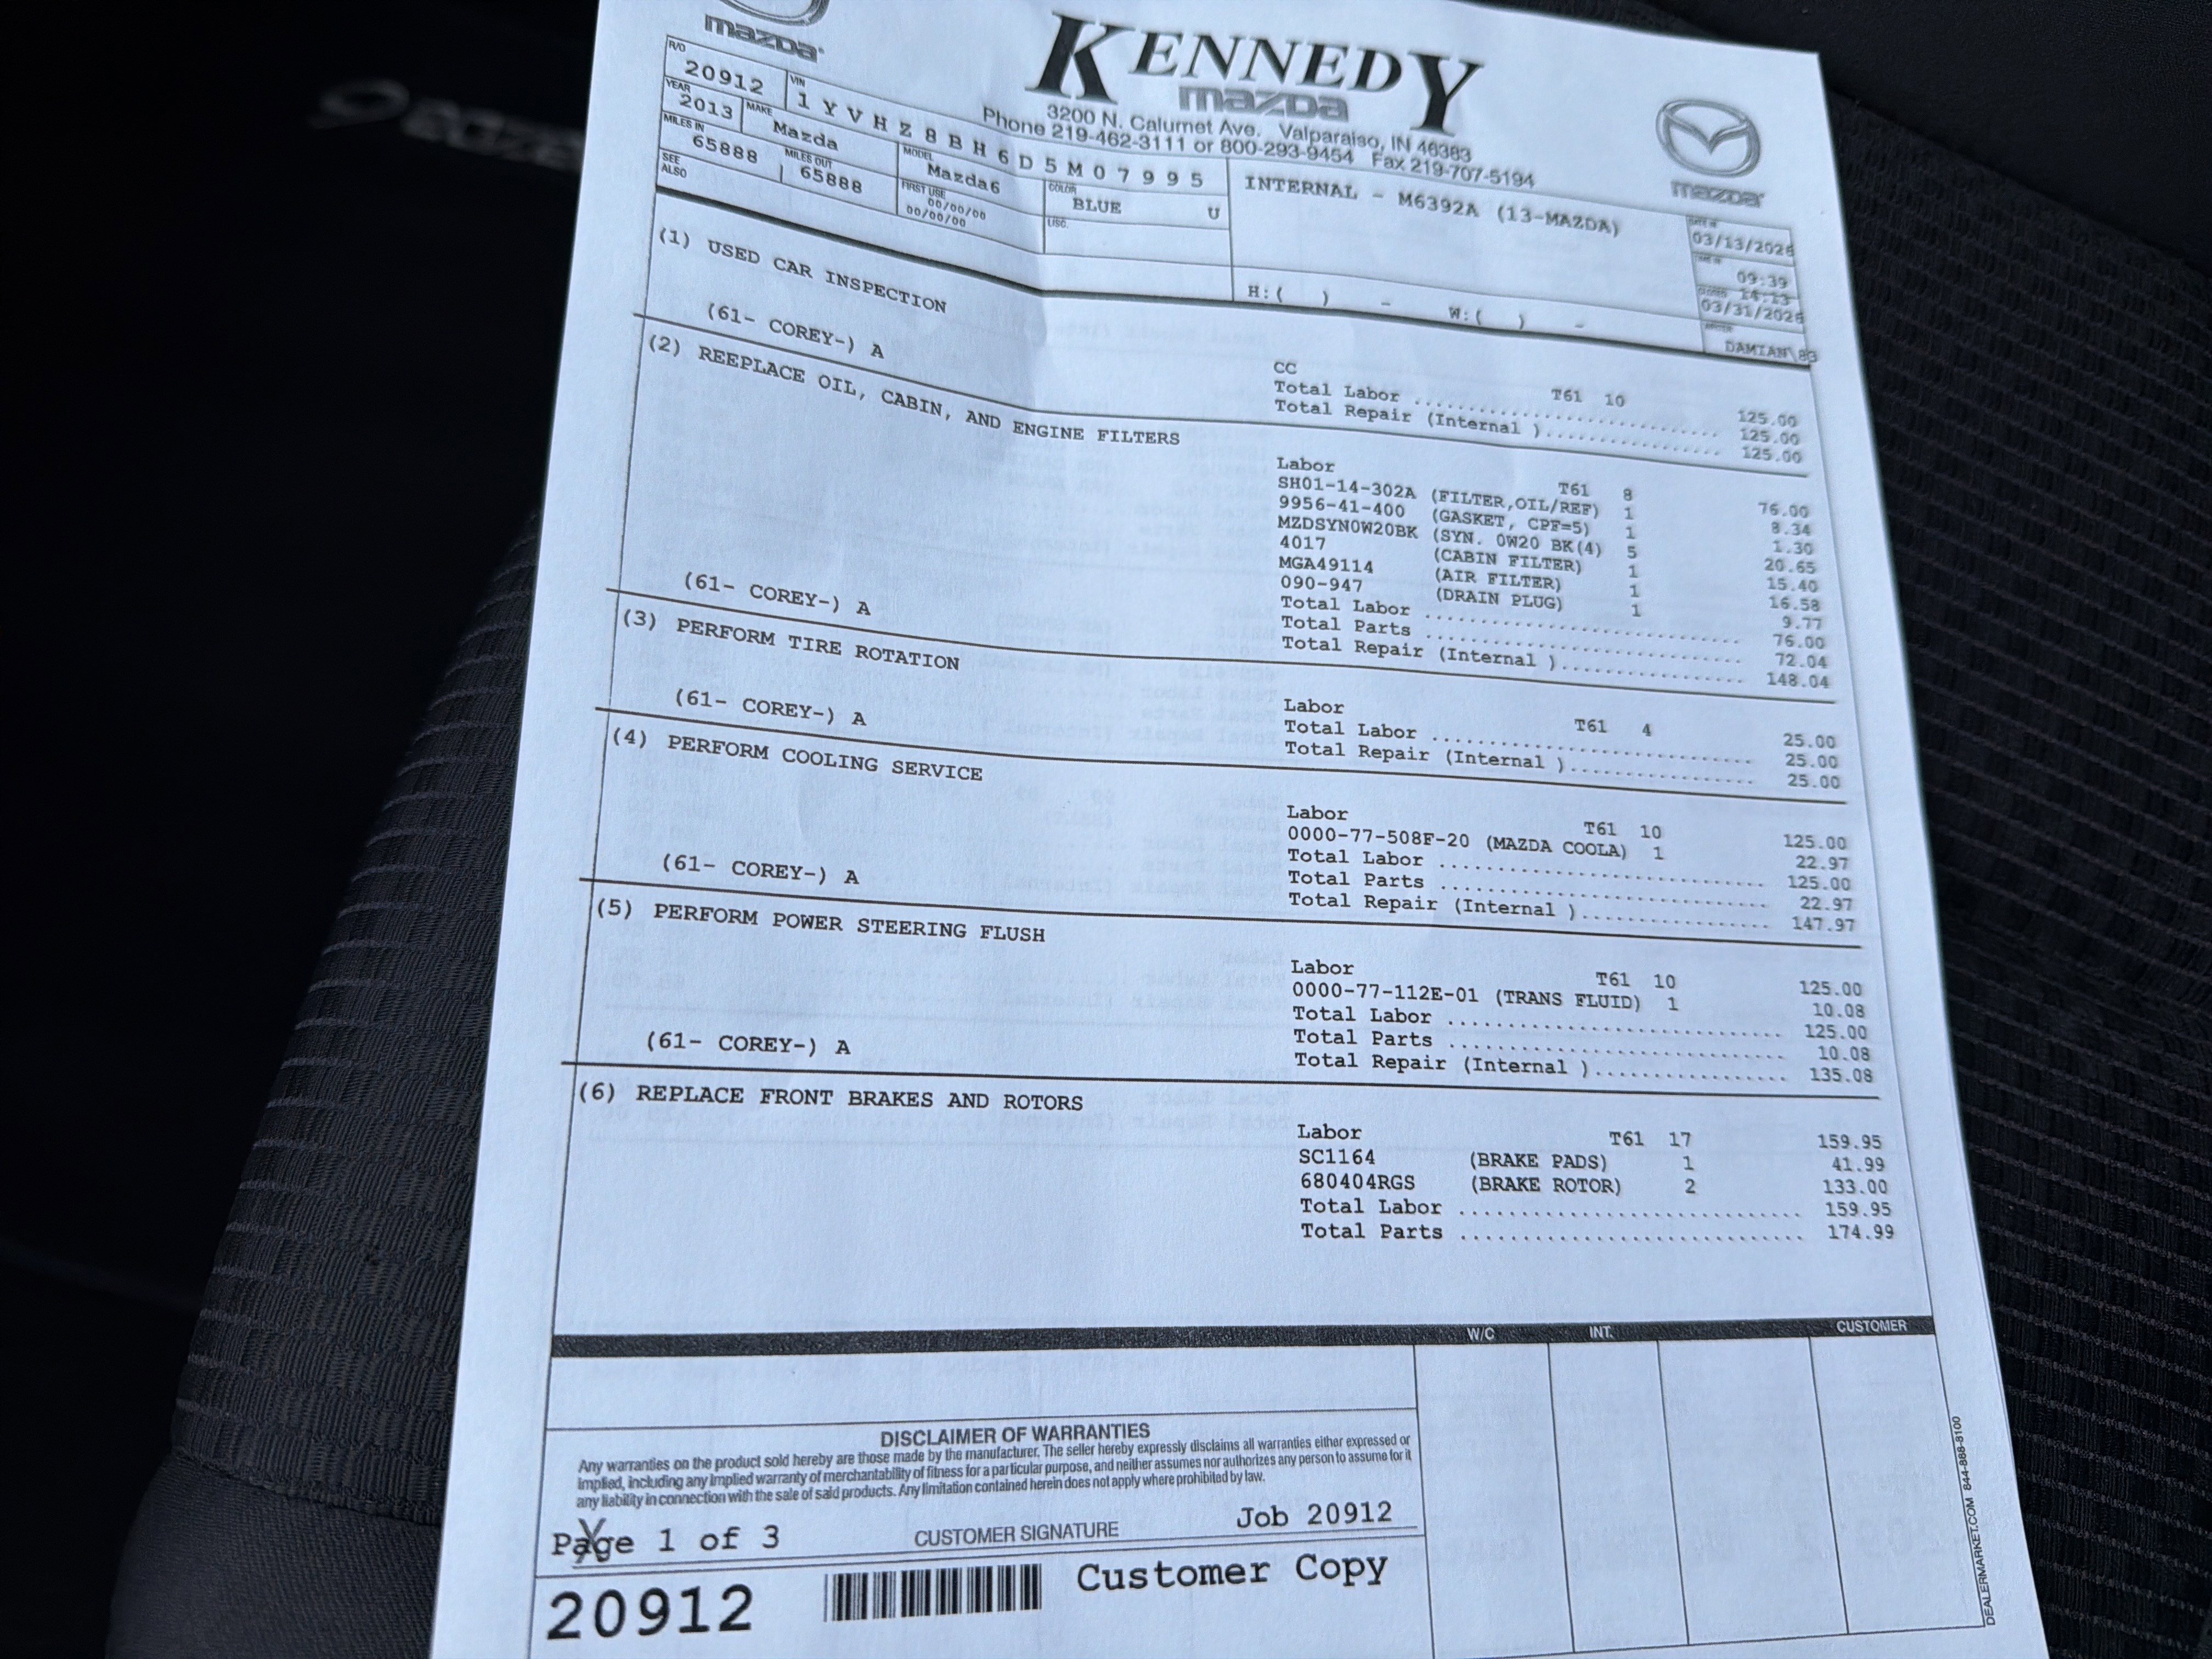 mazda
KENNEDY
mazda
3200 N. Calumet Ave. Valparaiso, IN 46383
Phone 219-462-3111 or 800-293-9454 Fax 219-707-5194
mazda
R/O
20912
VIN
1 Y V H Z 8 B H 6 D 5 M 0 7 9 9 5
YEAR
2013
MAKE
Mazda
MODEL
Mazda6
COLOR
BLUE U
MILES IN
65888
MILES OUT
65888
FIRST USE
00/00/00
00/00/00
USC.
SEE
ALSO
INTERNAL - M6392A (13-MAZDA)
H:( ) - W:( ) -
DATE IN
03/13/2026
TIME IN
09:39
CLOSED 14:13
03/31/2026
DAMIAN\83
(1) USED CAR INSPECTION
(61- COREY-) A
CC T61 10 125.00
Total Labor .......... 125.00
Total Repair (Internal ).......... 125.00
(2) REEPLACE OIL, CABIN, AND ENGINE FILTERS
Labor T61 8 76.00
SH01-14-302A (FILTER,OIL/REF) 1 8.34
9956-41-400 (GASKET, CPF=5) 1 1.30
MZDSYN0W20BK (SYN. 0W20 BK(4) 5 20.65
4017 (CABIN FILTER) 1 15.40
MGA49114 (AIR FILTER) 1 16.58
090-947 (DRAIN PLUG) 1 9.77
Total Labor .......... 76.00
Total Parts .......... 72.04
Total Repair (Internal ).......... 148.04
(61- COREY-) A
(3) PERFORM TIRE ROTATION
Labor T61 4 25.00
Total Labor .......... 25.00
Total Repair (Internal ).......... 25.00
(61- COREY-) A
(4) PERFORM COOLING SERVICE
Labor T61 10 125.00
0000-77-508F-20 (MAZDA COOLA) 1 22.97
Total Labor .......... 125.00
Total Parts .......... 22.97
Total Repair (Internal ).......... 147.97
(61- COREY-) A
(5) PERFORM POWER STEERING FLUSH
Labor T61 10 125.00
0000-77-112E-01 (TRANS FLUID) 1 10.08
Total Labor .......... 125.00
Total Parts .......... 10.08
Total Repair (Internal ).......... 135.08
(61- COREY-) A
(6) REPLACE FRONT BRAKES AND ROTORS
Labor T61 17 159.95
SC1164 (BRAKE PADS) 1 41.99
680404RGS (BRAKE ROTOR) 2 133.00
Total Labor .......... 159.95
Total Parts .......... 174.99
W/C INT. CUSTOMER
DISCLAIMER OF WARRANTIES
Any warranties on the product sold hereby are those made by the manufacturer. The seller hereby expressly disclaims all warranties either expressed or
implied, including any implied warranty of merchantability of fitness for a particular purpose, and neither assumes nor authorizes any person to assume for it
any liability in connection with the sale of said products. Any limitation contained herein does not apply where prohibited by law.
Page 1 of 3
X
CUSTOMER SIGNATURE
Job 20912
20912
Customer Copy
DEALERMARKET.COM 844-888-8100